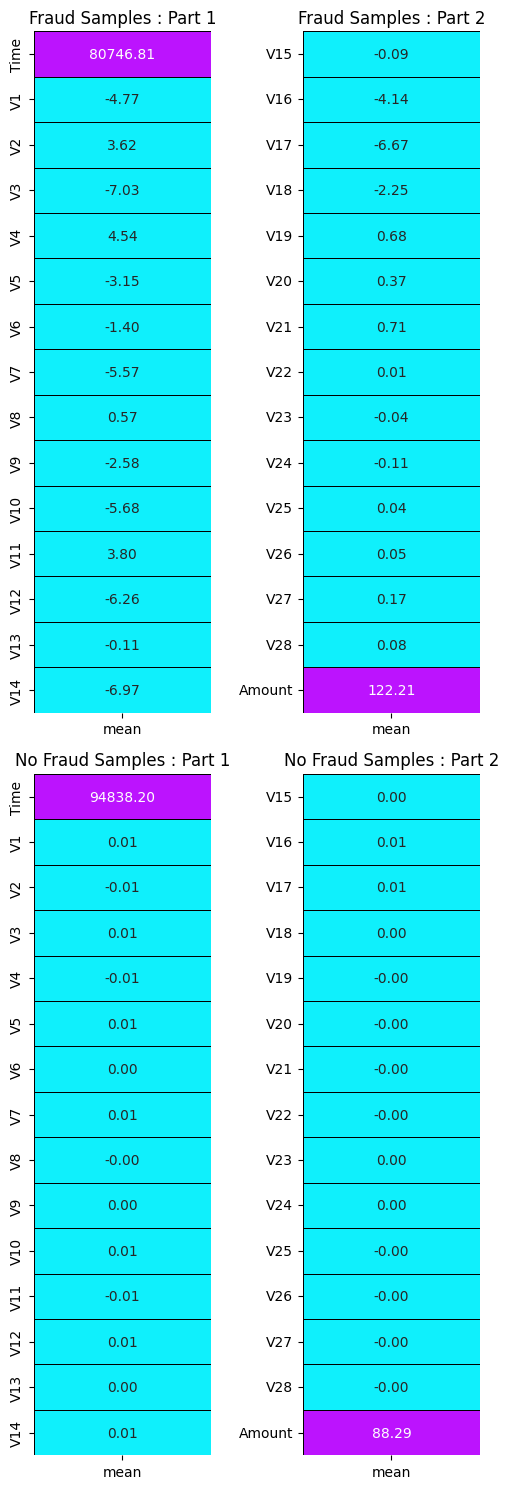 Fraud Samples : Part 1
Time 80746.81
V1 -4.77
V2 3.62
V3 -7.03
V4 4.54
V5 -3.15
V6 -1.40
V7 -5.57
V8 0.57
V9 -2.58
V10 -5.68
V11 3.80
V12 -6.26
V13 -0.11
V14 -6.97
mean
Fraud Samples : Part 2
V15 -0.09
V16 -4.14
V17 -6.67
V18 -2.25
V19 0.68
V20 0.37
V21 0.71
V22 0.01
V23 -0.04
V24 -0.11
V25 0.04
V26 0.05
V27 0.17
V28 0.08
Amount 122.21
mean
No Fraud Samples : Part 1
Time 94838.20
V1 0.01
V2 -0.01
V3 0.01
V4 -0.01
V5 0.01
V6 0.00
V7 0.01
V8 -0.00
V9 0.00
V10 0.01
V11 -0.01
V12 0.01
V13 0.00
V14 0.01
mean
No Fraud Samples : Part 2
V15 0.00
V16 0.01
V17 0.01
V18 0.00
V19 -0.00
V20 -0.00
V21 -0.00
V22 -0.00
V23 0.00
V24 0.00
V25 -0.00
V26 -0.00
V27 -0.00
V28 -0.00
Amount 88.29
mean